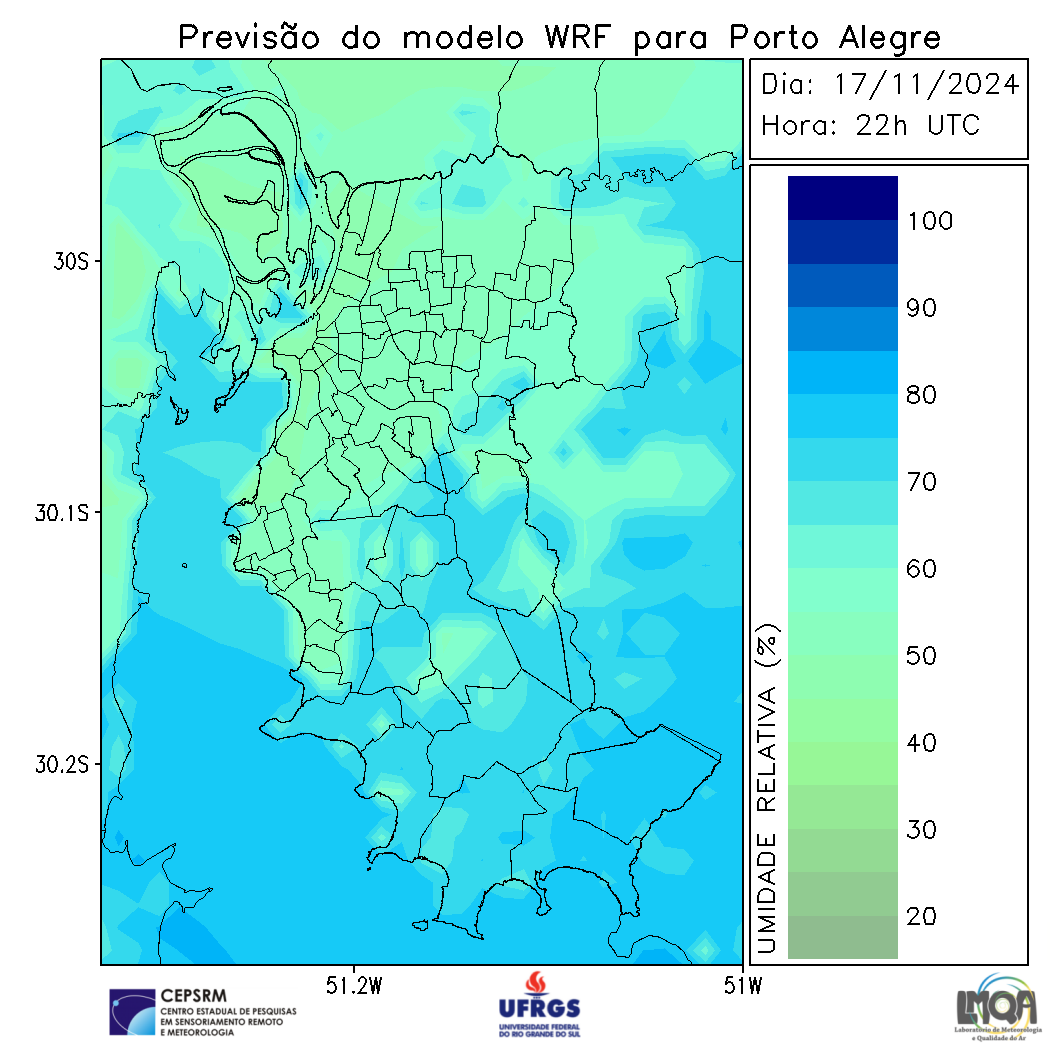 Previsão do modelo WRF para Porto Alegre
Dia: 17/11/2024
Hora: 22h UTC
100
90
80
70
60
50
40
30
20
UMIDADE RELATIVA (%)
30S
30.1S
30.2S
51.2W
51W
CEPSRM
CENTRO ESTADUAL DE PESQUISAS
EM SENSORIAMENTO REMOTO
E METEOROLOGIA
UFRGS
UNIVERSIDADE FEDERAL
DO RIO GRANDE DO SUL
LMQA
Laboratório de Meteorologia
e Qualidade do Ar